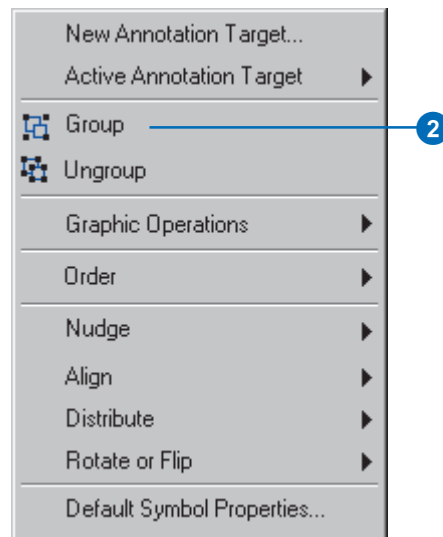 New Annotation Target...
Active Annotation Target
Group
2
Ungroup
Graphic Operations
Order
Nudge
Align
Distribute
Rotate or Flip
Default Symbol Properties...